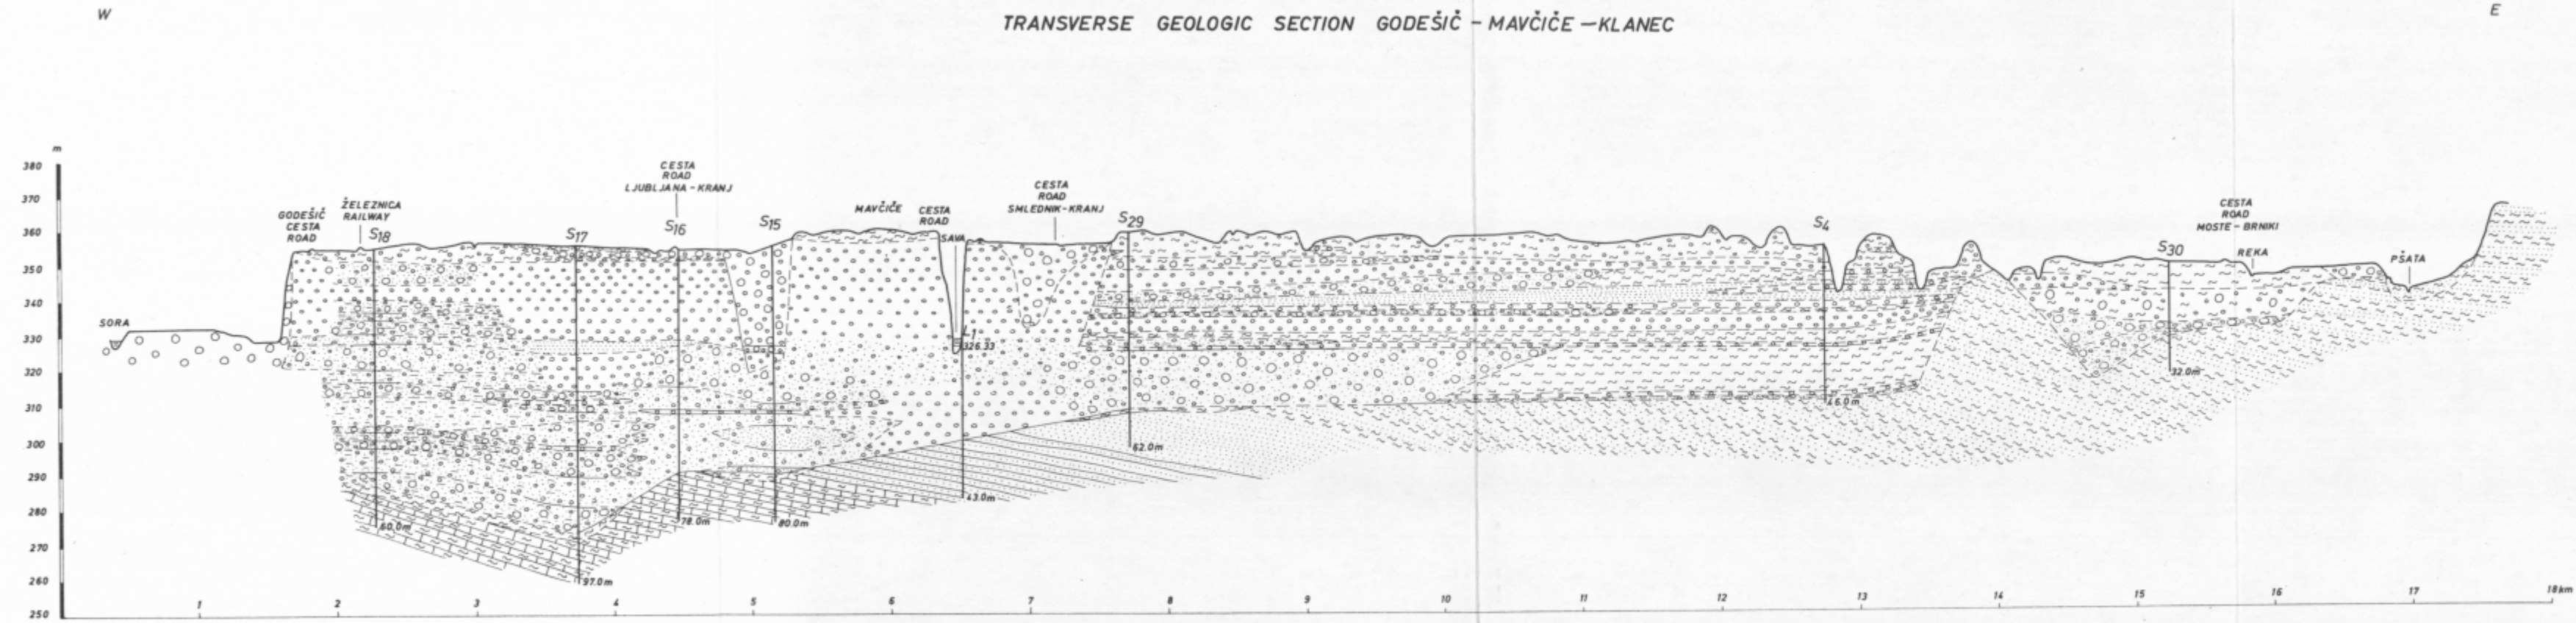 W
TRANSVERSE GEOLOGIC SECTION GODEŠIČ – MAVČIČE – KLANEC
E
m
380
370
360
350
340
330
320
310
300
290
280
270
260
250
SORA
GODEŠIČ
CESTA
ROAD
ŽELEZNICA
RAILWAY
S18
S17
CESTA
ROAD
LJUBLJANA - KRANJ
S16
S15
MAVČIČE
CESTA
ROAD
SAVA
L1
326.33
CESTA
ROAD
SMLEDNIK-KRANJ
S29
S4
CESTA
ROAD
MOSTE - BRNIKI
S30
REKA
PŠATA
60.0m
97.0m
78.0m
80.0m
43.0m
62.0m
46.0m
32.0m
1
2
3
4
5
6
7
8
9
10
11
12
13
14
15
16
17
18km